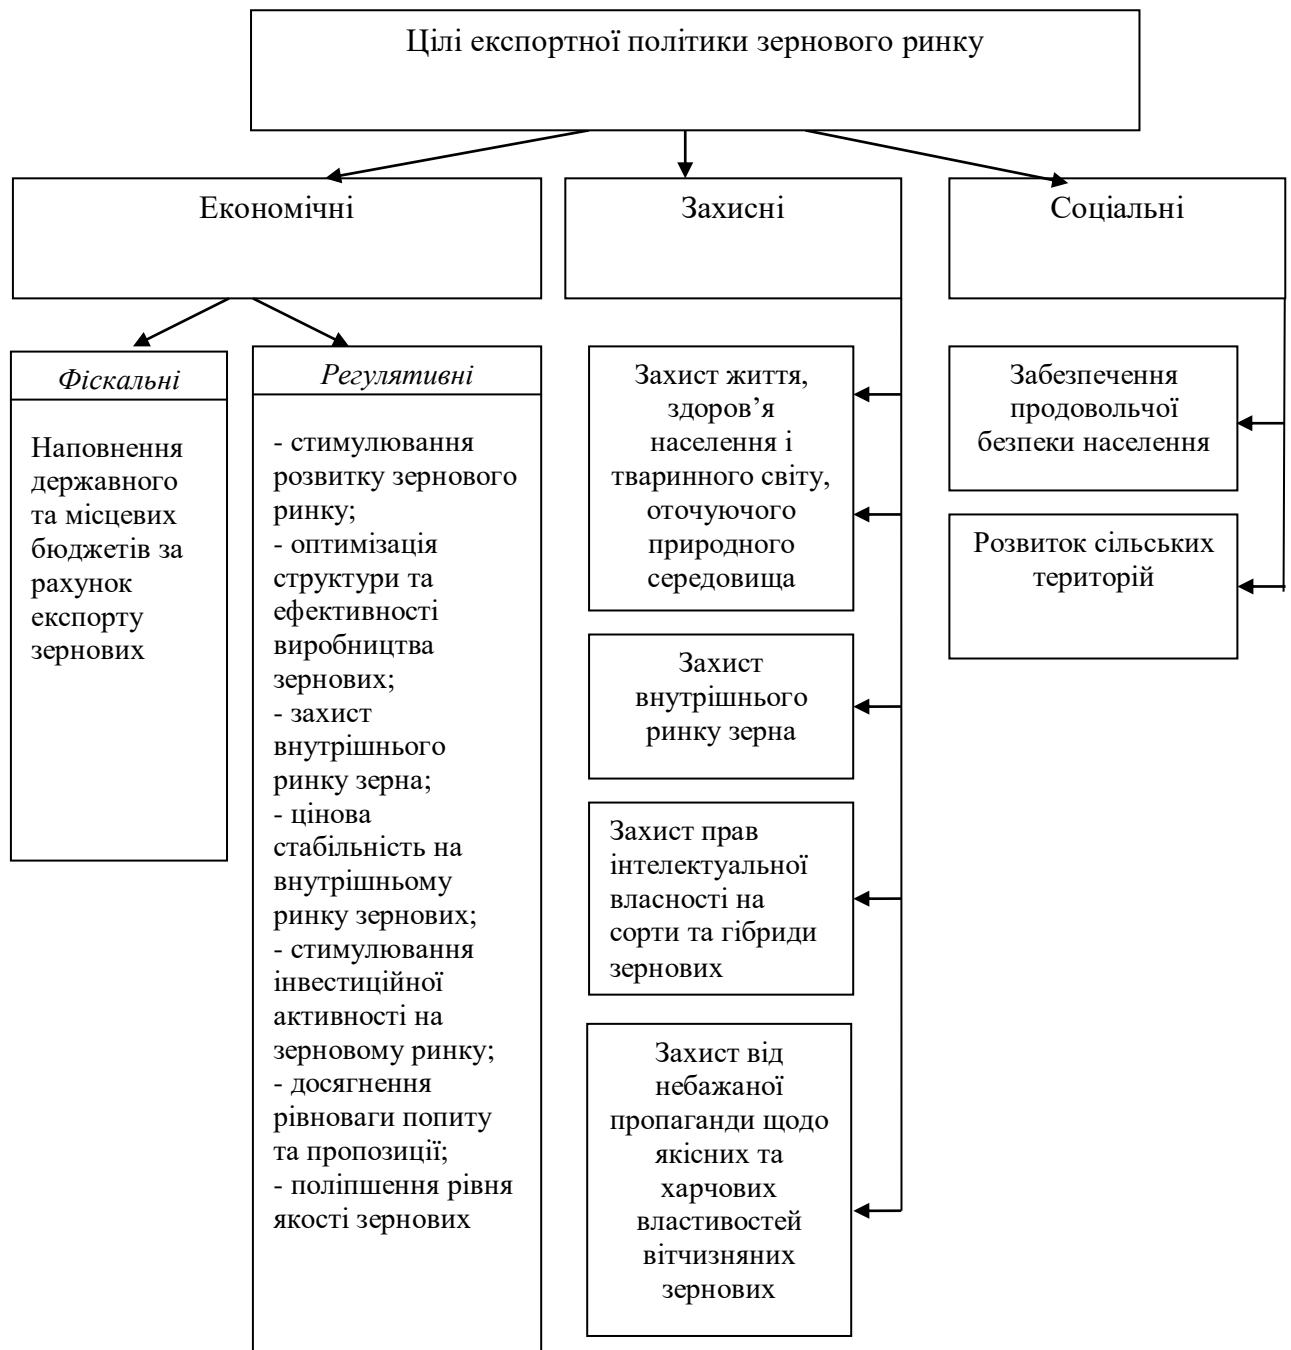 Цілі експортної політики зернового ринку
Економічні
Захисні
Соціальні
Фіскальні
Наповнення
державного
та місцевих
бюджетів за
рахунок
експорту
зернових
Регулятивні
- стимулювання
розвитку зернового
ринку;
- оптимізація
структури та
ефективності
виробництва
зернових;
- захист
внутрішнього
ринку зерна;
- цінова
стабільність на
внутрішньому
ринку зернових;
- стимулювання
інвестиційної
активності на
зерновому ринку;
- досягнення
рівноваги попиту
та пропозиції;
- поліпшення рівня
якості зернових
Захист життя,
здоров’я
населення і
тваринного світу,
оточуючого
природного
середовища
Захист
внутрішнього
ринку зерна
Захист прав
інтелектуальної
власності на
сорти та гібриди
зернових
Захист від
небажаної
пропаганди щодо
якісних та
харчових
властивостей
вітчизняних
зернових
Забезпечення
продовольчої
безпеки населення
Розвиток сільських
територій